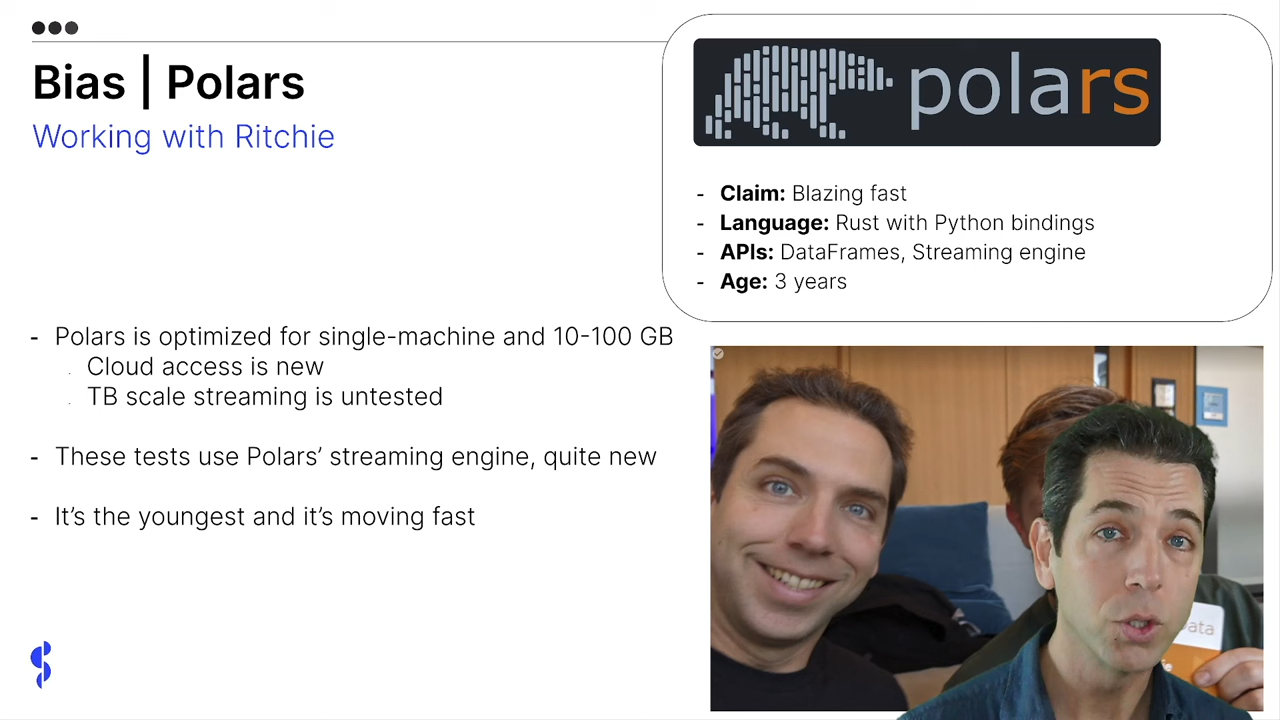 Bias | Polars
Working with Ritchie
polars
- Claim: Blazing fast
- Language: Rust with Python bindings
- APIs: DataFrames, Streaming engine
- Age: 3 years
- Polars is optimized for single-machine and 10-100 GB
. Cloud access is new
. TB scale streaming is untested
- These tests use Polars’ streaming engine, quite new
- It’s the youngest and it’s moving fast